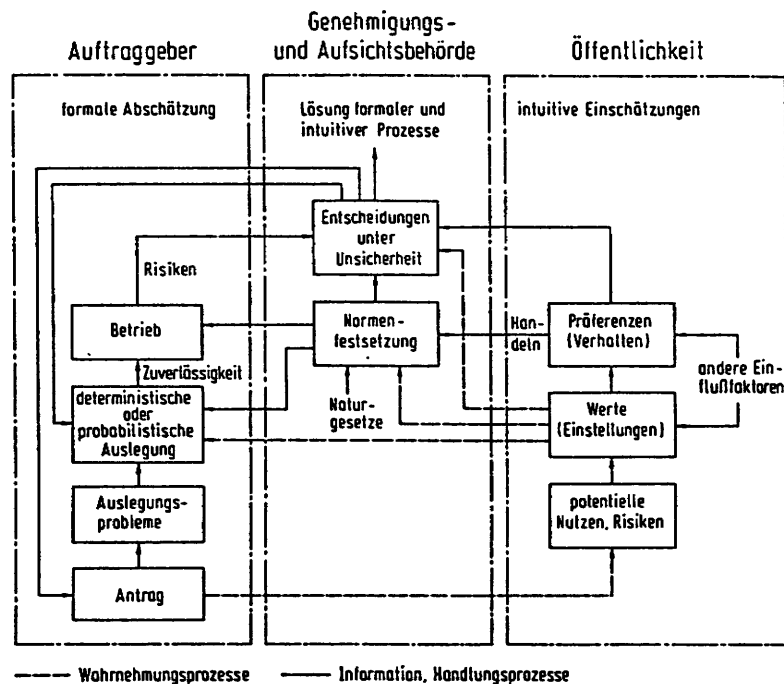 Auftraggeber
Genehmigungs-
und Aufsichtsbehörde
Öffentlichkeit
formale Abschätzung
Lösung formaler und
intuitiver Prozesse
intuitive Einschätzungen
Entscheidungen
unter
Unsicherheit
Risiken
Betrieb
Normen-
festsetzung
Han-
deln
Präferenzen
(Verhalten)
andere Ein-
flußfaktoren
Zuverlässigkeit
deterministische
oder
probabilistische
Auslegung
Natur-
gesetze
Werte
(Einstellungen)
Auslegungs-
probleme
potentielle
Nutzen, Risiken
Antrag
Wahrnehmungsprozesse
Information, Handlungsprozesse